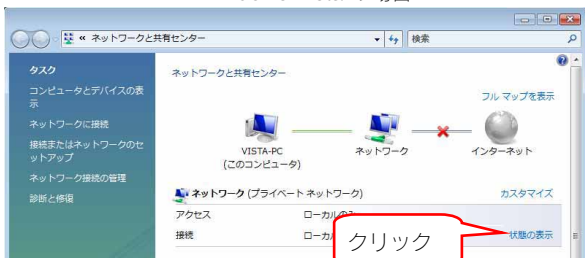 « ネットワークと共有センター
検索
タスク
コンピュータとデバイスの表
示
ネットワークに接続
接続またはネットワークのセ
ットアップ
ネットワーク接続の管理
診断と修復
ネットワークと共有センター
フル マップを表示
VISTA-PC
(このコンピュータ)
ネットワーク
インターネット
ネットワーク (プライベート ネットワーク)
カスタマイズ
アクセス
ローカルのみ
接続
ローカル
状態の表示
クリック